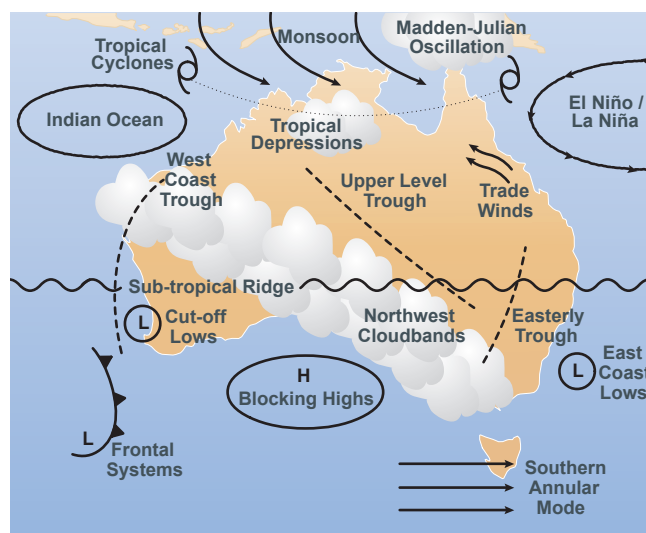 Tropical
Cyclones
Monsoon
Madden-Julian
Oscillation
Indian Ocean
El Niño /
La Niña
Tropical
Depressions
West
Coast
Trough
Upper Level
Trough
Trade
Winds
Sub-tropical Ridge
L
Cut-off
Lows
Northwest
Cloudbands
Easterly
Trough
L
East
Coast
Lows
H
Blocking Highs
L
Frontal
Systems
Southern
Annular
Mode